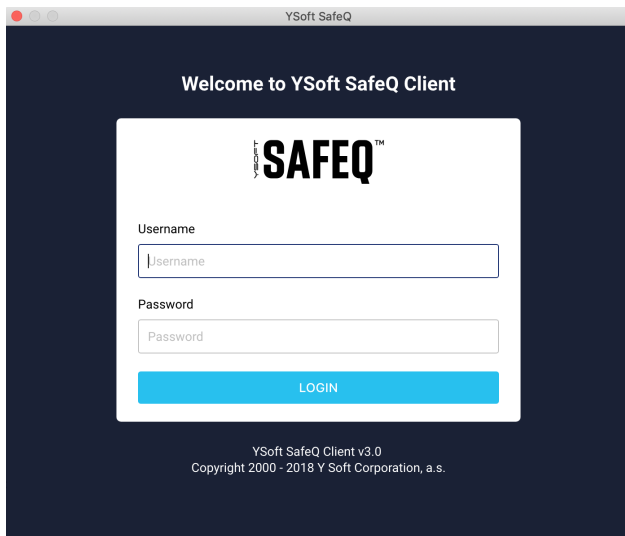 YSoft SafeQ
Welcome to YSoft SafeQ Client
YSOFT SAFEQ™
Username
Username
Password
Password
LOGIN
YSoft SafeQ Client v3.0
Copyright 2000 - 2018 Y Soft Corporation, a.s.